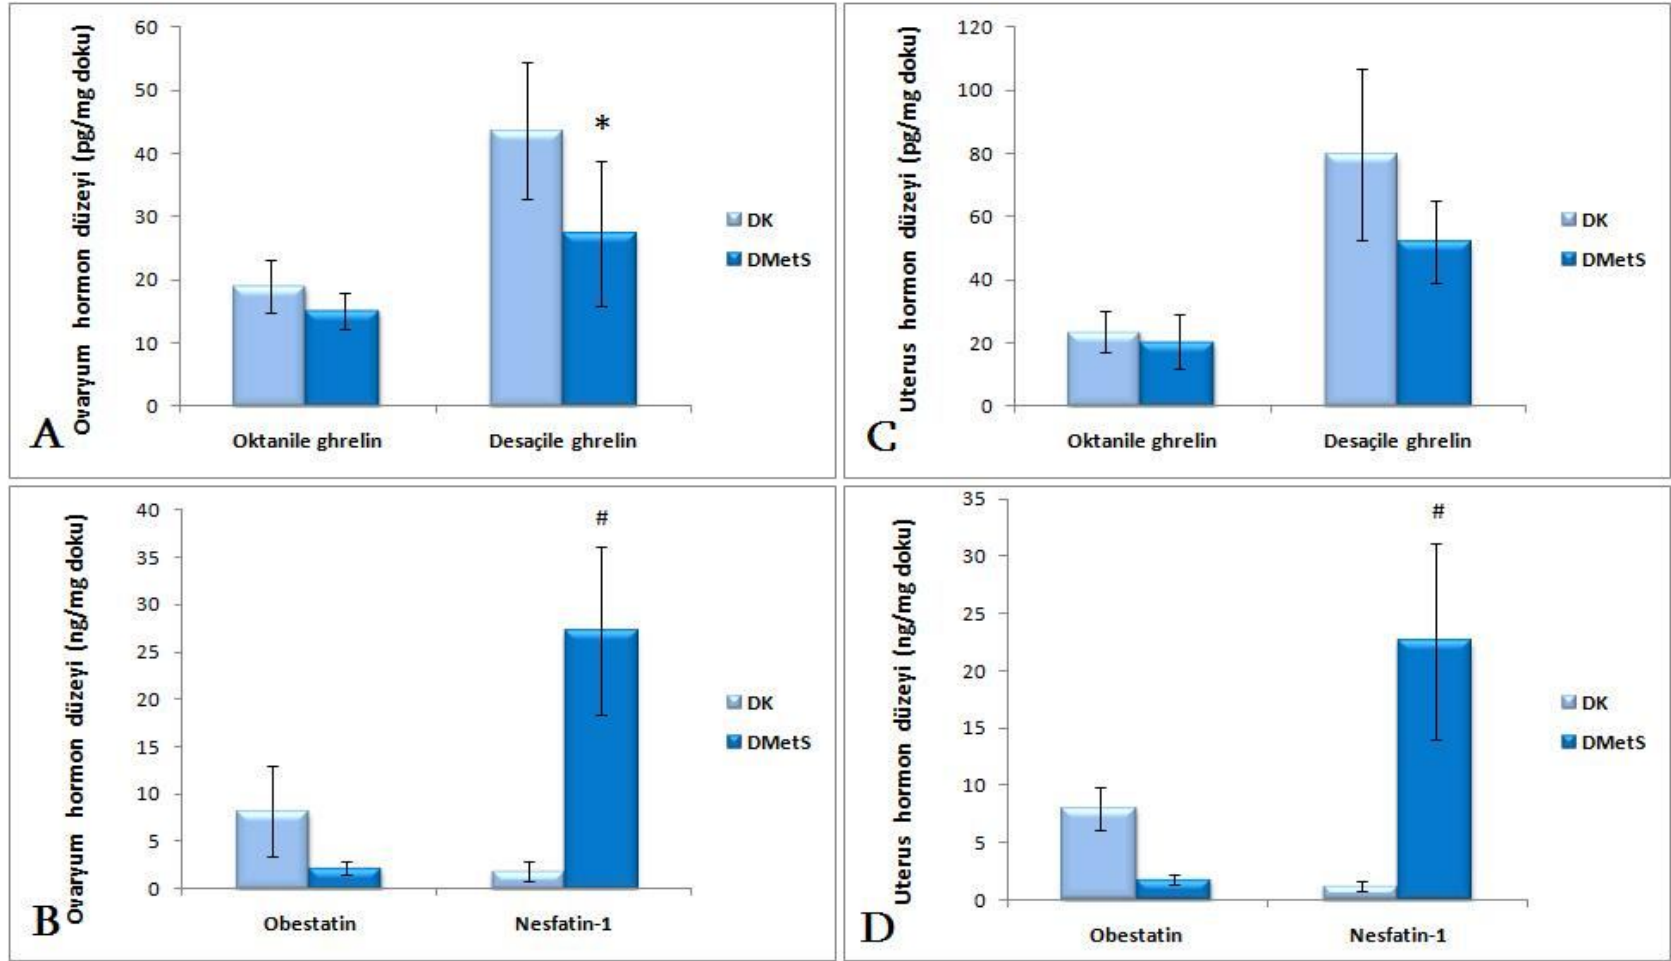 Ovaryum hormon düzeyi (pg/mg doku)
60
50
40
30
20
10
0
*
Oktanile ghrelin
Desaçile ghrelin
DK
DMetS
A
Uterus hormon düzeyi (pg/mg doku)
120
100
80
60
40
20
0
Oktanile ghrelin
Desaçile ghrelin
DK
DMetS
C
Ovaryum hormon düzeyi (ng/mg doku)
40
35
30
25
20
15
10
5
0
#
Obestatin
Nesfatin-1
DK
DMetS
B
Uterus hormon düzeyi (ng/mg doku)
35
30
25
20
15
10
5
0
#
Obestatin
Nesfatin-1
DK
DMetS
D